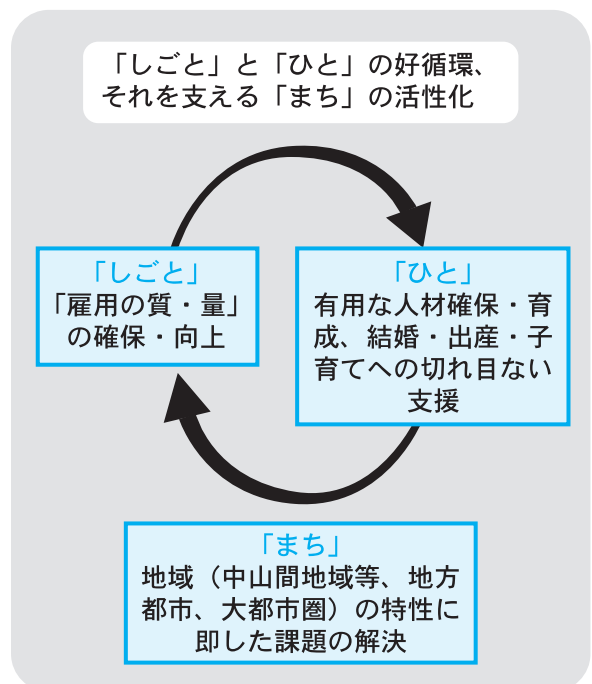 「しごと」と「ひと」の好循環、
それを支える「まち」の活性化
「しごと」
「雇用の質・量」
の確保・向上
「ひと」
有用な人材確保・育
成、結婚・出産・子
育てへの切れ目ない
支援
「まち」
地域（中山間地域等、地方
都市、大都市圏）の特性に
即した課題の解決